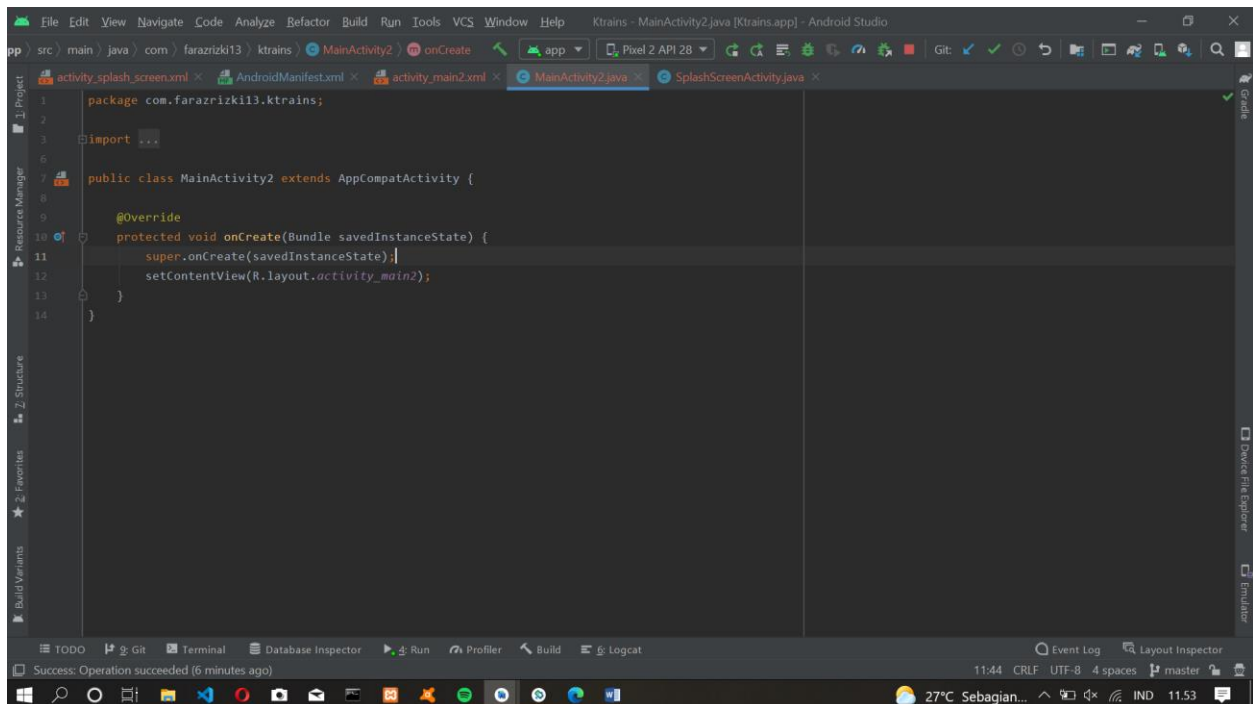 File Edit View Navigate Code Analyze Refactor Build Run Tools VCS Window Help Ktrains - MainActivity2.java [Ktrains.app] - Android Studio
pp src main java com farazrizki13 ktrains MainActivity2 onCreate app Pixel 2 API 28 Git:
activity_splash_screen.xml AndroidManifest.xml activity_main2.xml MainActivity2.java SplashScreenActivity.java
1: Project
Resource Manager
Z: Structure
2: Favorites
Build Variants
1 package com.farazrizki13.ktrains;
2
3 import ...
6
7 public class MainActivity2 extends AppCompatActivity {
8
9 @Override
10 protected void onCreate(Bundle savedInstanceState) {
11 super.onCreate(savedInstanceState);
12 setContentView(R.layout.activity_main2);
13 }
14 }
Gradle
Device File Explorer
Emulator
TODO 9: Git Terminal Database Inspector 4: Run Profiler Build 6: Logcat Event Log Layout Inspector
Success: Operation succeeded (6 minutes ago) 11:44 CRLF UTF-8 4 spaces master
27°C Sebagian... IND 11.53